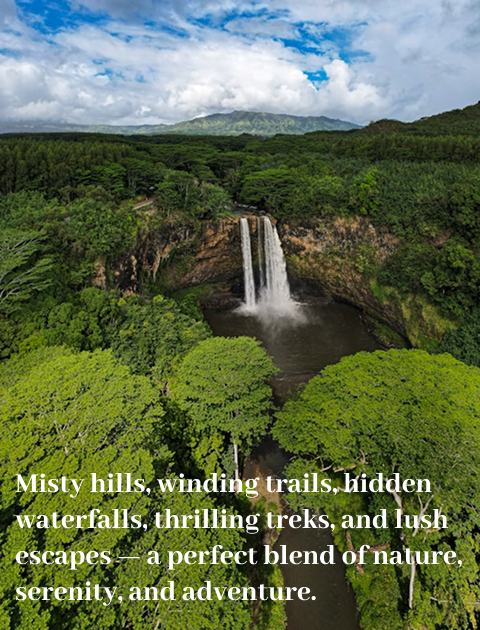 Misty hills, winding trails, hidden
waterfalls, thrilling treks, and lush
escapes — a perfect blend of nature,
serenity, and adventure.